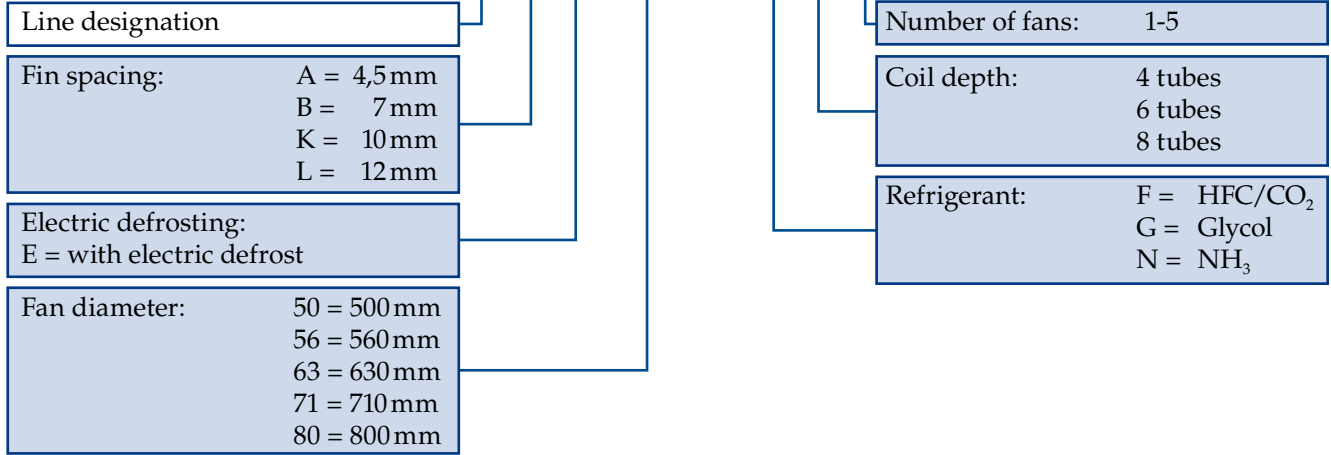 Line designation
Fin spacing: A = 4,5 mm
B = 7 mm
K = 10 mm
L = 12 mm
Electric defrosting:
E = with electric defrost
Fan diameter: 50 = 500 mm
56 = 560 mm
63 = 630 mm
71 = 710 mm
80 = 800 mm
Number of fans: 1-5
Coil depth: 4 tubes
6 tubes
8 tubes
Refrigerant: F = HFC/CO₂
G = Glycol
N = NH₃